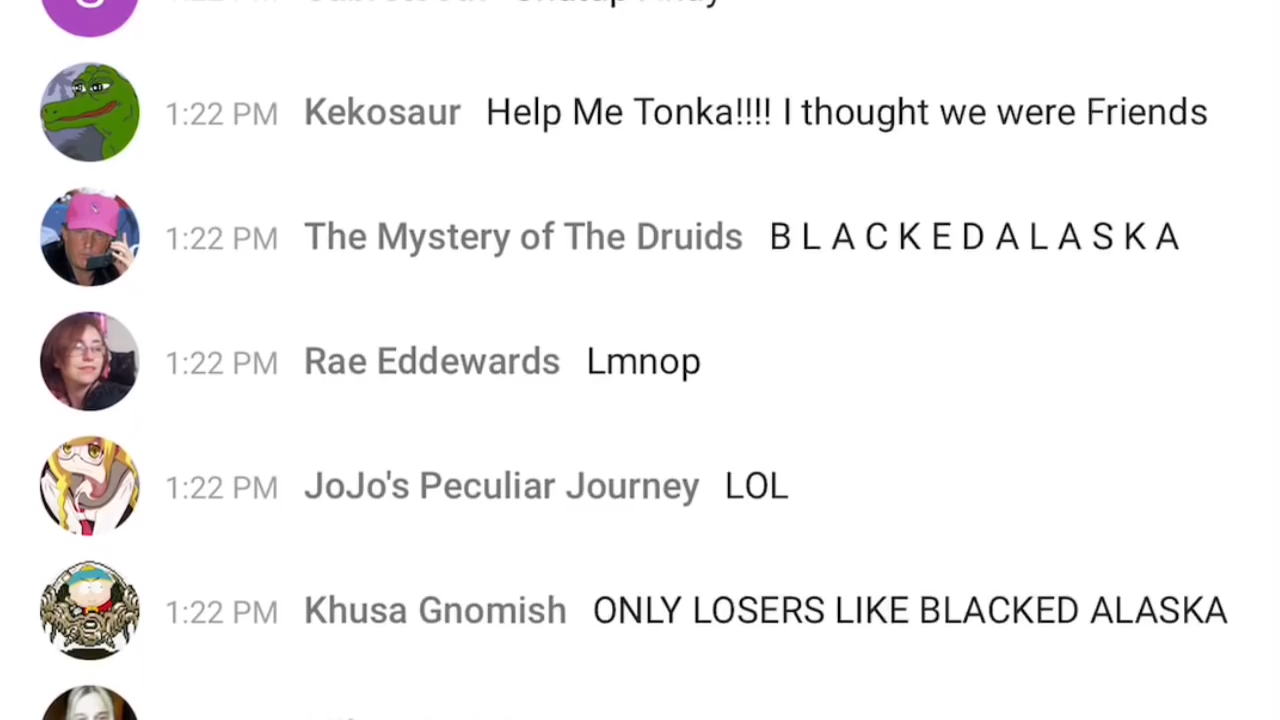 1:22 PM Kekosaur Help Me Tonka!!!! I thought we were Friends
1:22 PM The Mystery of The Druids B L A C K E D A L A S K A
1:22 PM Rae Eddewards Lmnop
1:22 PM JoJo's Peculiar Journey LOL
1:22 PM Khusa Gnomish ONLY LOSERS LIKE BLACKED ALASKA